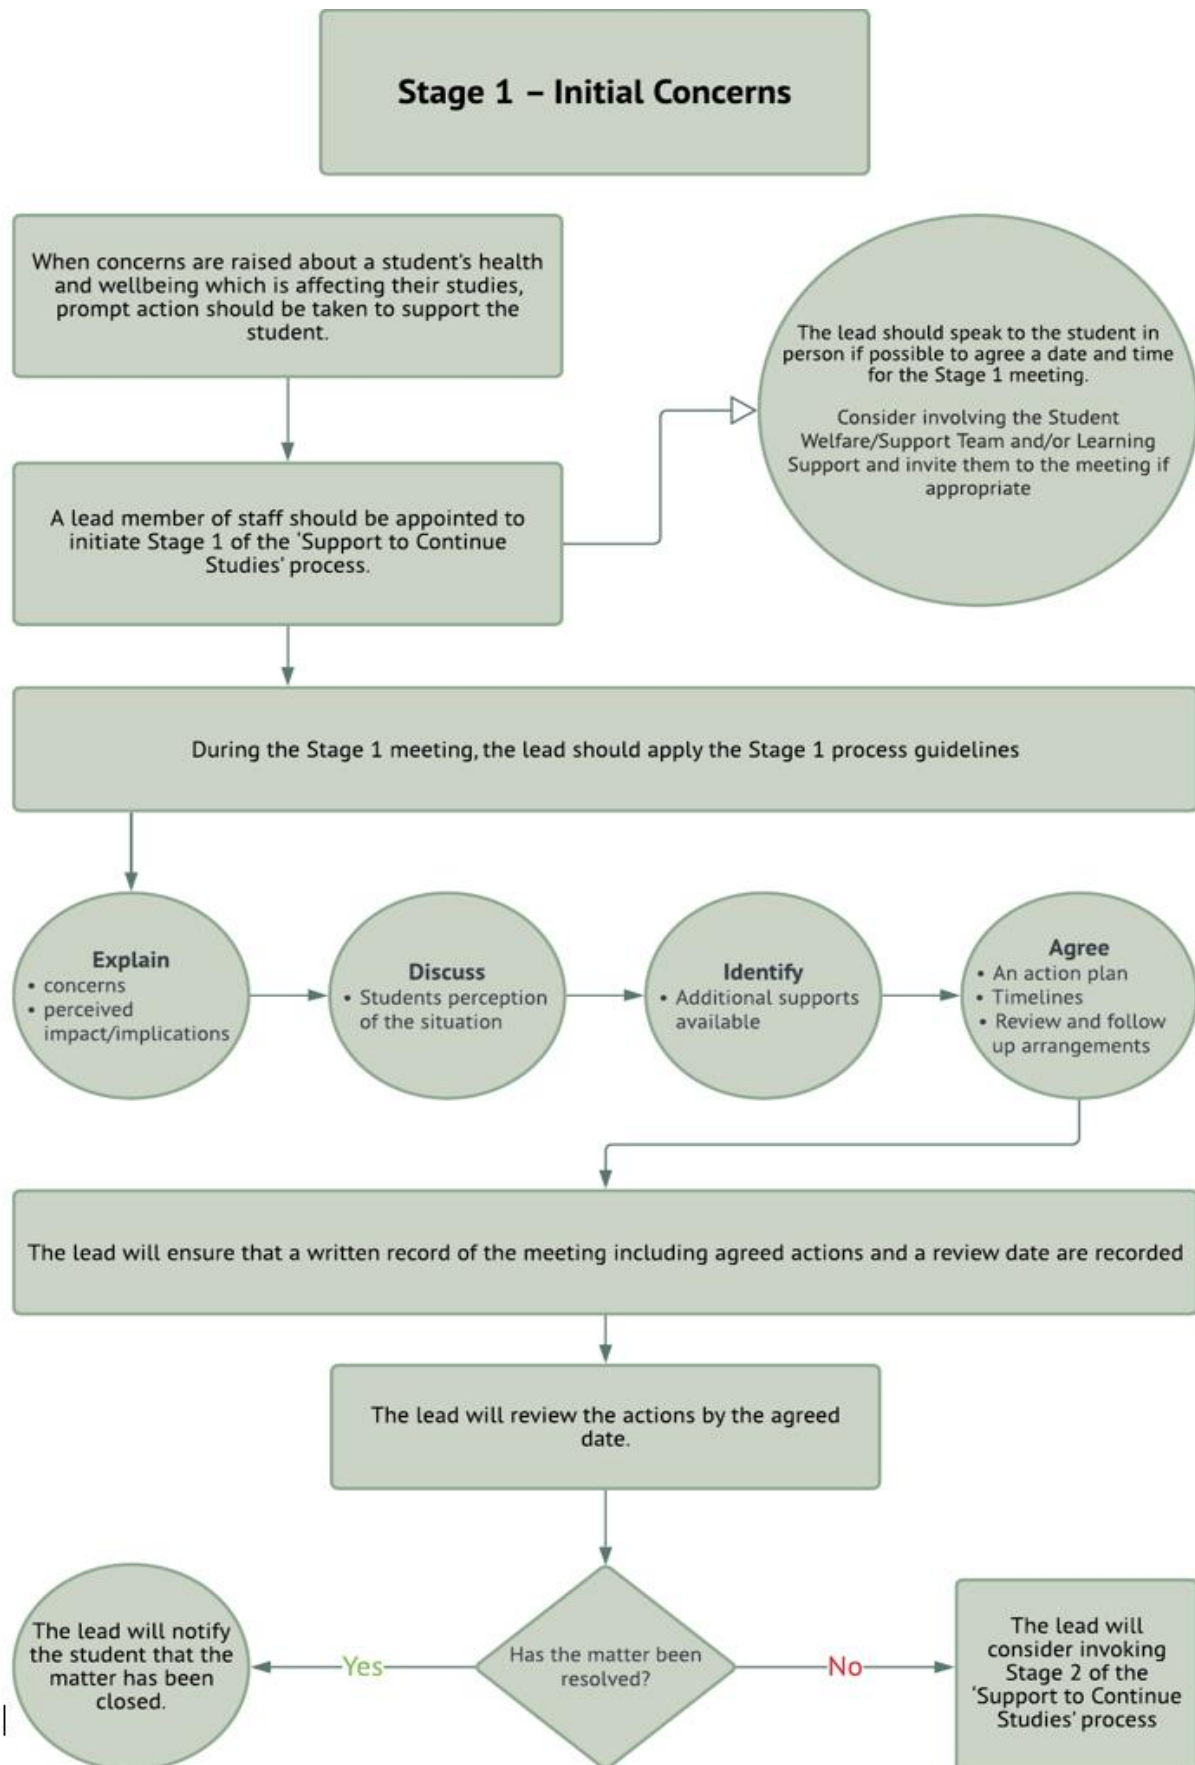 Stage 1 – Initial Concerns
When concerns are raised about a student's health
and wellbeing which is affecting their studies,
prompt action should be taken to support the
student.
The lead should speak to the student in
person if possible to agree a date and time
for the Stage 1 meeting.
Consider involving the Student
Welfare/Support Team and/or Learning
Support and invite them to the meeting if
appropriate
A lead member of staff should be appointed to
initiate Stage 1 of the ‘Support to Continue
Studies’ process.
During the Stage 1 meeting, the lead should apply the Stage 1 process guidelines
Explain
• concerns
• perceived
impact/implications
Discuss
• Students perception
of the situation
Identify
• Additional supports
available
Agree
• An action plan
• Timelines
• Review and follow
up arrangements
The lead will ensure that a written record of the meeting including agreed actions and a review date are recorded
The lead will review the actions by the agreed
date.
The lead will notify
the student that the
matter has been
closed.
Yes
Has the matter been
resolved?
No
The lead will
consider invoking
Stage 2 of the
‘Support to Continue
Studies’ process